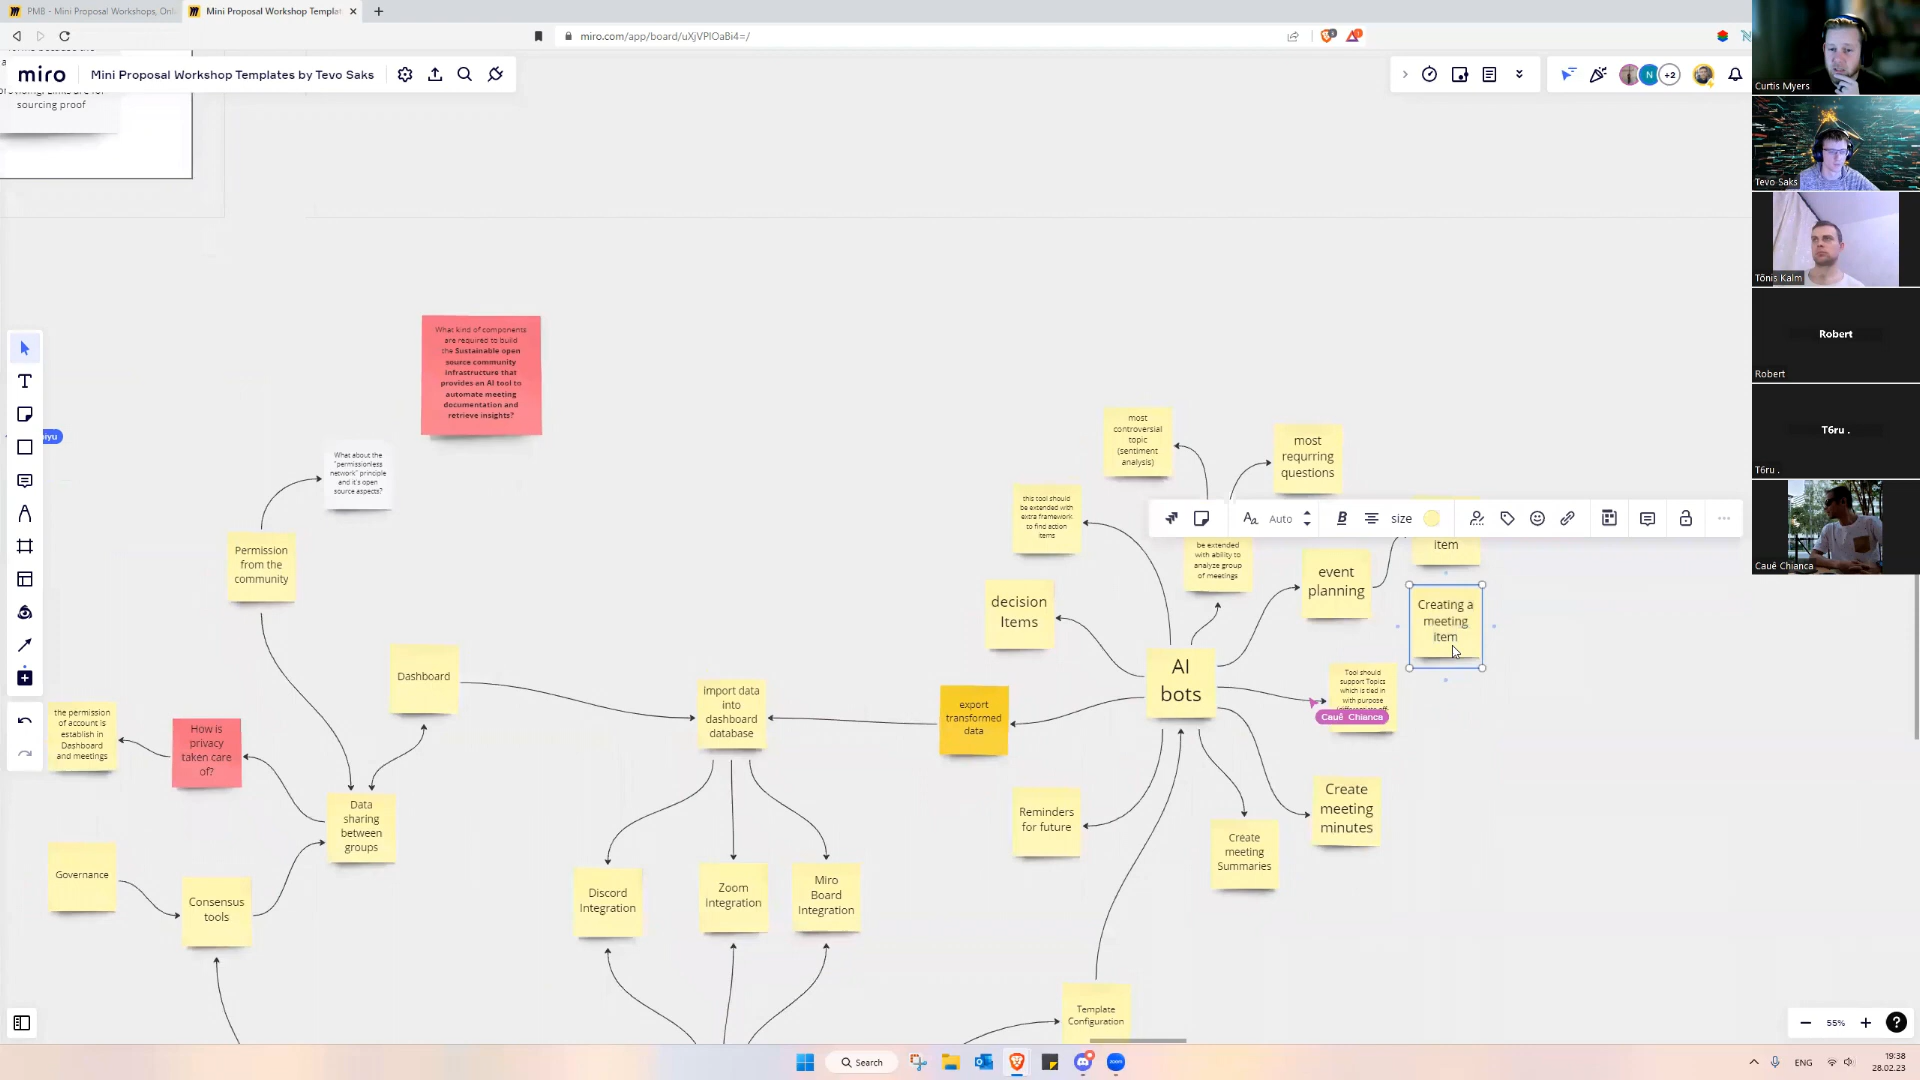 PMB - Mini Proposal Workshops, Onl
Mini Proposal Workshop Templat
miro.com/app/board/uXjVPlOaBi4=/
miro
Mini Proposal Workshop Templates by Tevo Saks
sourcing proof
+2
Curtis Myers
Tevo Saks
Tõnis Kalm
Robert
Robert
T6ru .
T6ru .
Cauê Chianca
What kind of components
are required to build
the Sustainable open
source community
infrastructure that
provides an AI tool to
automate meeting
documentation and
retrieve insights?
What about the
"permissionless
network" principle
and it's open
source aspects?
Permission
from the
community
Dashboard
the permission
of account is
establish in
Dashboard
and meetings
How is
privacy
taken care
of?
Data
sharing
between
groups
Governance
Consensus
tools
import data
into
dashboard
database
Discord
Integration
Zoom
integration
Miro
Board
Integration
export
transformed
data
most
controversial
topic
(sentiment
analysis)
most
requrring
questions
this tool should
be extended with
extra framework
to find action
items
Auto
size
be extended
with ability to
analyze group
of meetings
item
event
planning
decision
Items
Creating a
meeting
item
AI
bots
Tool should
support Topics
which is tied in
with purpose
Cauê Chianca
Reminders
for future
Create
meeting
minutes
Create
meeting
Summaries
Template
Configuration
55%
Search
ENG
19:38
28.02.23